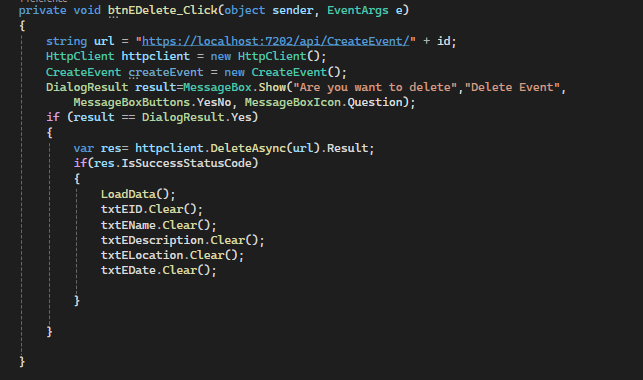 private void btnEDelete_Click(object sender, EventArgs e)
{
string url = "https://localhost:7202/api/CreateEvent/" + id;
HttpClient httpclient = new HttpClient();
CreateEvent createEvent = new CreateEvent();
DialogResult result=MessageBox.Show("Are you want to delete","Delete Event",
MessageBoxButtons.YesNo, MessageBoxIcon.Question);
if (result == DialogResult.Yes)
{
var res= httpclient.DeleteAsync(url).Result;
if(res.IsSuccessStatusCode)
{
LoadData();
txtEID.Clear();
txtEName.Clear();
txtEDescription.Clear();
txtELocation.Clear();
txtEDate.Clear();
}
}
}